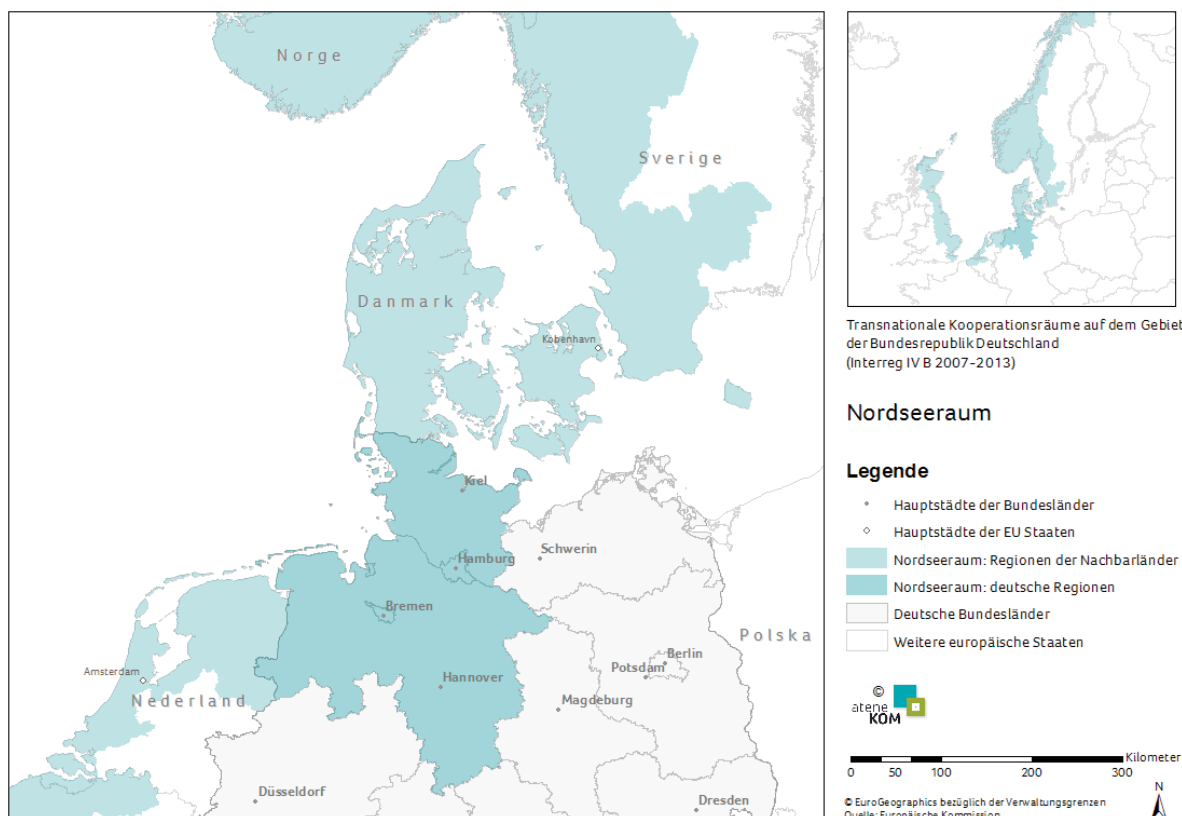 Norge
Sverige
Danmark
København
Kiel
Schwerin
Hamburg
Bremen
Polska
Berlin
Potsdam
Amsterdam
Hannover
Nederland
Magdeburg
Düsseldorf
Dresden
Transnationale Kooperationsräume auf dem Gebiet
der Bundesrepublik Deutschland
(Interreg IV B 2007-2013)
Nordseeraum
Legende
Hauptstädte der Bundesländer
Hauptstädte der EU Staaten
Nordseeraum: Regionen der Nachbarländer
Nordseeraum: deutsche Regionen
Deutsche Bundesländer
Weitere europäische Staaten
©
atene
KOM
Kilometer
0 50 100 200 300
N
© EuroGeographics bezüglich der Verwaltungsgrenzen
Quelle: Europäische Kommission